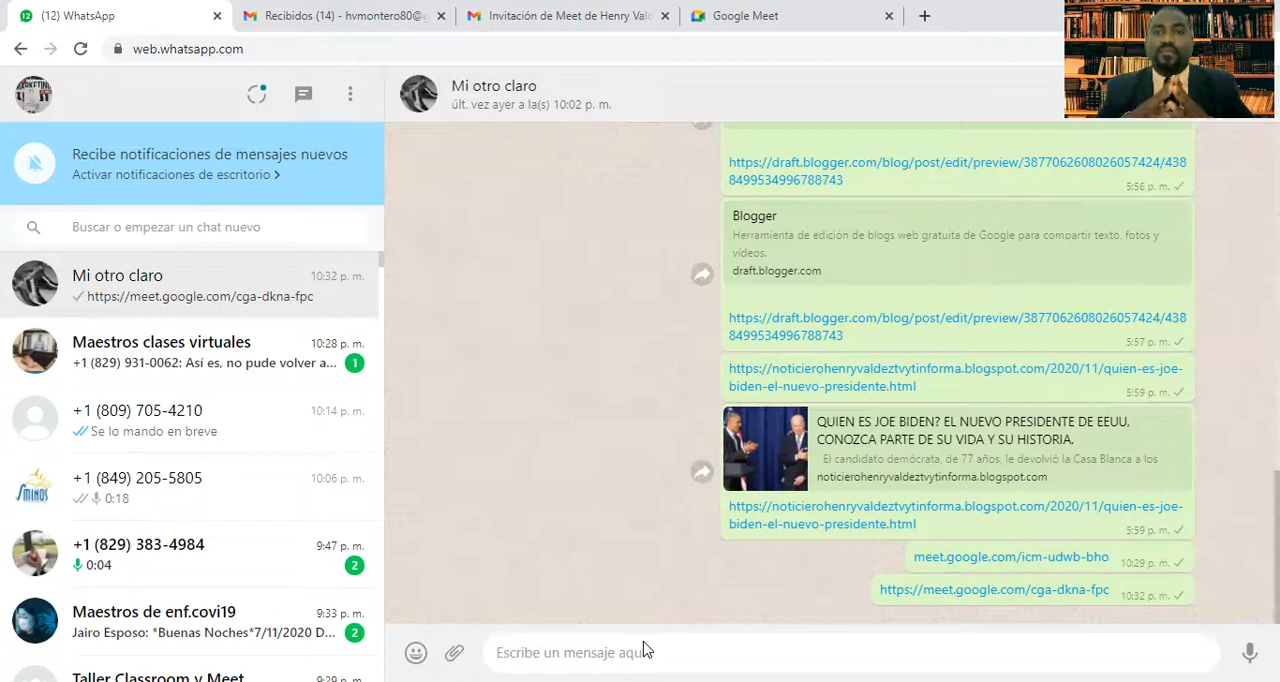 (12) WhatsApp
Recibidos (14) - hvmontero80@g
Invitación de Meet de Henry Vald
Google Meet
web.whatsapp.com
Mi otro claro
últ. vez ayer a la(s) 10:02 p. m.
Recibe notificaciones de mensajes nuevos
Activar notificaciones de escritorio >
Buscar o empezar un chat nuevo
Mi otro claro 10:32 p. m.
https://meet.google.com/cga-dkna-fpc
Maestros clases virtuales 10:28 p. m.
+1 (829) 931-0062: Así es, no pude volver a... 1
+1 (809) 705-4210 10:14 p. m.
Se lo mando en breve
+1 (849) 205-5805 10:06 p. m.
0:18
+1 (829) 383-4984 9:47 p. m.
0:04 2
Maestros de enf.covi19 9:33 p. m.
Jairo Esposo: *Buenas Noches*7/11/2020 D... 2
Taller Classroom y Meet 9:29 p. m.
https://draft.blogger.com/blog/post/edit/preview/3877062608026057424/438
8499534996788743
5:56 p. m.
Blogger
Herramienta de edición de blogs web gratuita de Google para compartir texto, fotos y
vídeos.
draft.blogger.com
https://draft.blogger.com/blog/post/edit/preview/3877062608026057424/438
8499534996788743
5:57 p. m.
https://noticierohenryvaldeztvytinforma.blogspot.com/2020/11/quien-es-joe-
biden-el-nuevo-presidente.html
5:59 p. m.
QUIEN ES JOE BIDEN? EL NUEVO PRESIDENTE DE EEUU,
CONOZCA PARTE DE SU VIDA Y SU HISTORIA.
El candidato demócrata, de 77 años, le devolvió la Casa Blanca a los
noticierohenryvaldeztvytinforma.blogspot.com
https://noticierohenryvaldeztvytinforma.blogspot.com/2020/11/quien-es-joe-
biden-el-nuevo-presidente.html
5:59 p. m.
meet.google.com/icm-udwb-bho 10:29 p. m.
https://meet.google.com/cga-dkna-fpc 10:32 p. m.
Escribe un mensaje aqu